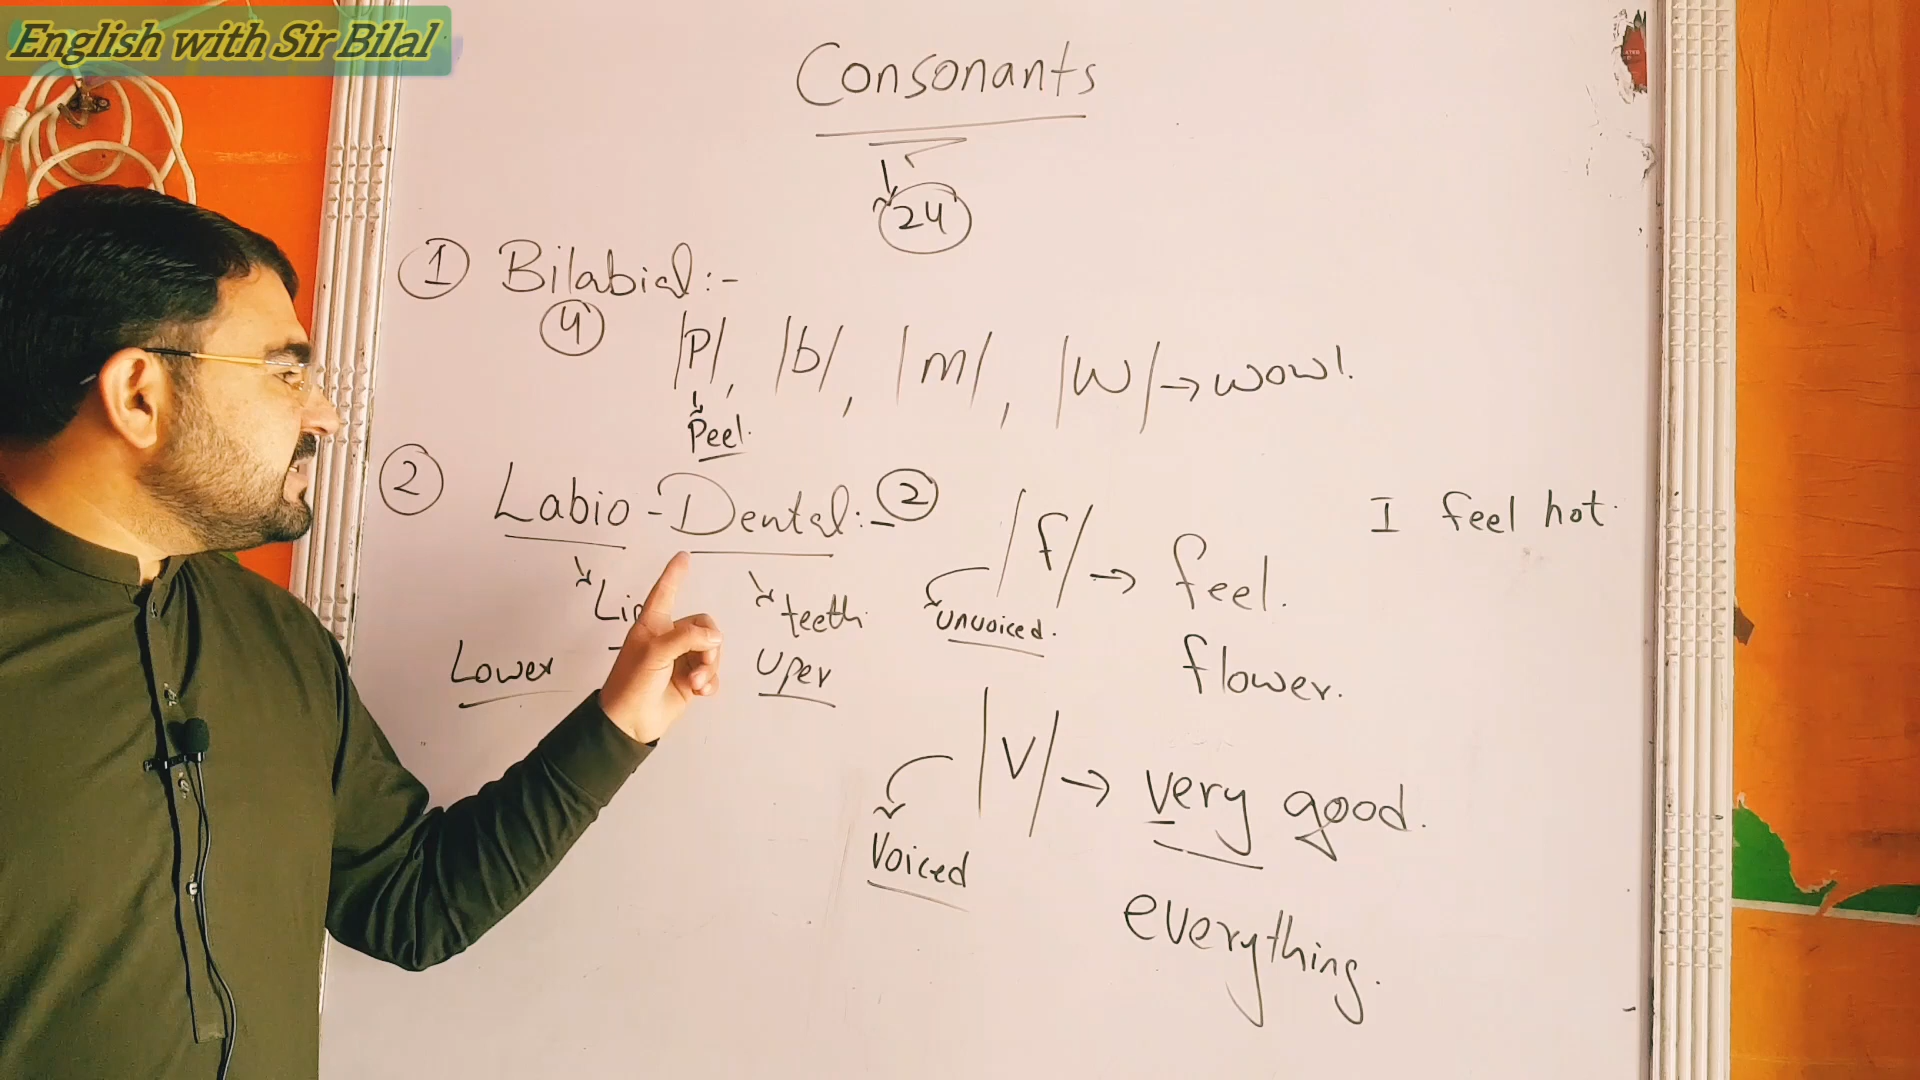 English with Sir Bilal
Consonants
24
1 Bilabial:-
4
/p/, /b/, /m/, /w/ → wow!.
Peel.
2 Labio-Dental:- 2
/f/ → feel.
I feel hot.
unvoiced.
teeth.
Lower
Uper
flower.
/v/ → very good.
Voiced
everything.